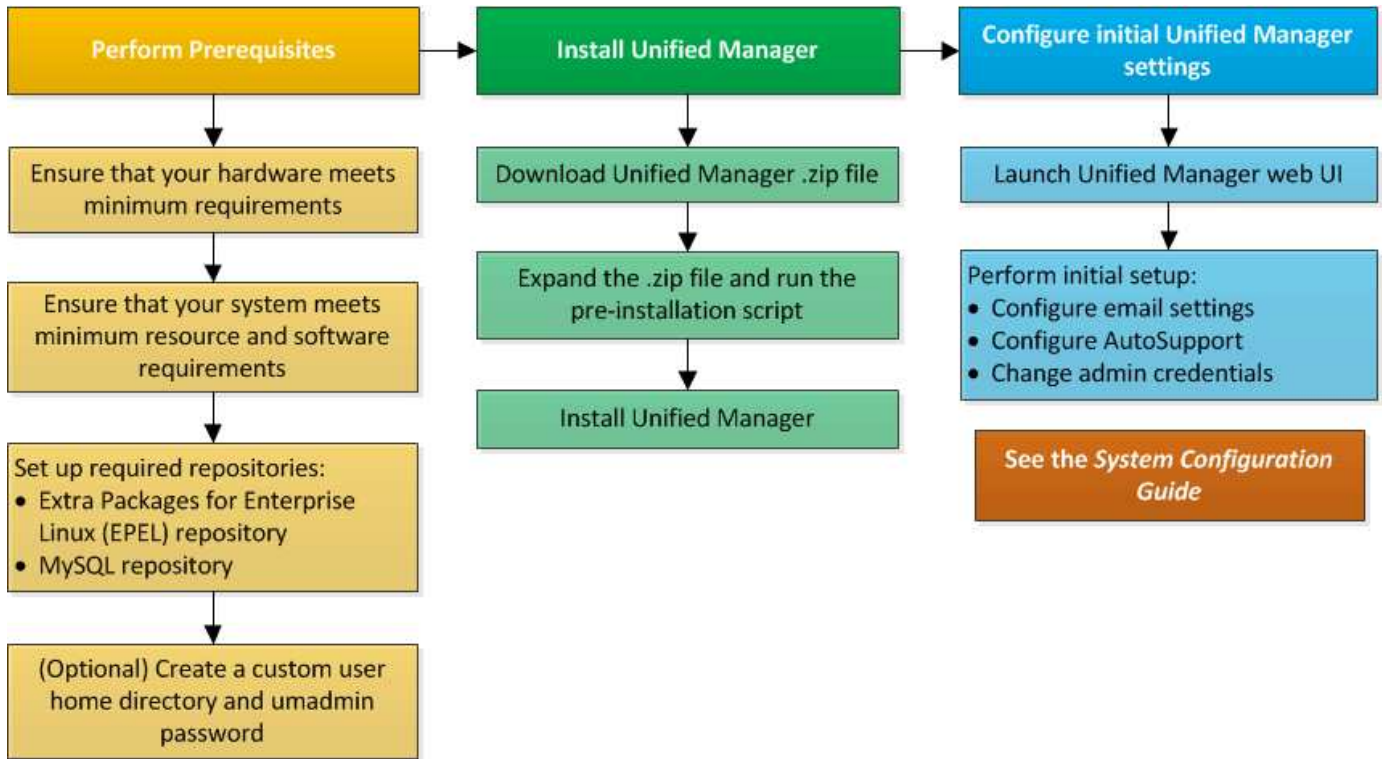 Perform Prerequisites
Ensure that your hardware meets
minimum requirements
Ensure that your system meets
minimum resource and software
requirements
Set up required repositories:
• Extra Packages for Enterprise
Linux (EPEL) repository
• MySQL repository
(Optional) Create a custom user
home directory and umadmin
password
Install Unified Manager
Download Unified Manager .zip file
Expand the .zip file and run the
pre-installation script
Install Unified Manager
Configure initial Unified Manager
settings
Launch Unified Manager web UI
Perform initial setup:
• Configure email settings
• Configure AutoSupport
• Change admin credentials
See the System Configuration
Guide